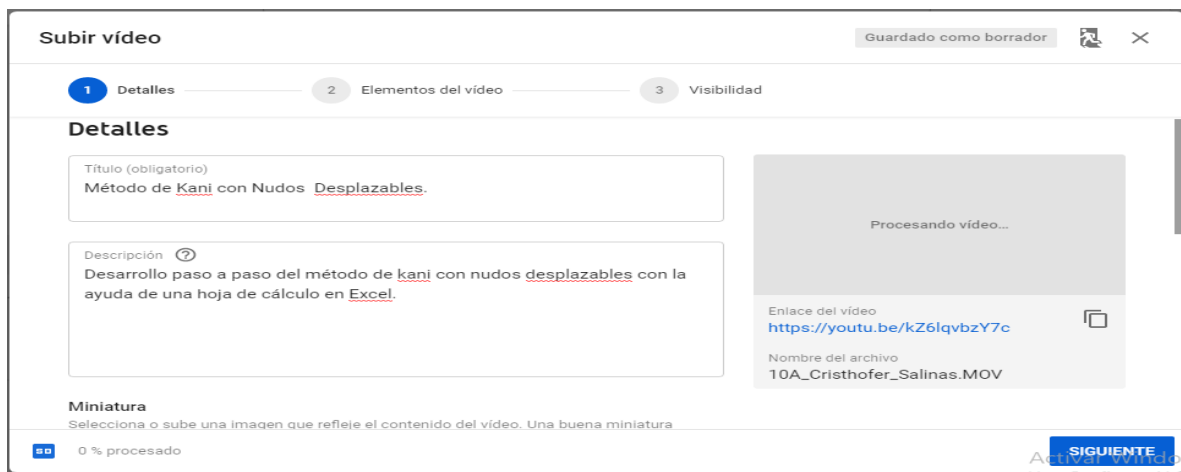 Subir vídeo
Guardado como borrador
1 Detalles
2 Elementos del vídeo
3 Visibilidad
Detalles
Título (obligatorio)
Método de Kani con Nudos Desplazables.
Descripción
Desarrollo paso a paso del método de kani con nudos desplazables con la
ayuda de una hoja de cálculo en Excel.
Procesando vídeo...
Enlace del vídeo
https://youtu.be/kZ6lqvbzY7c
Nombre del archivo
10A_Cristhofer_Salinas.MOV
Miniatura
Selecciona o sube una imagen que refleje el contenido del vídeo. Una buena miniatura
SD
0 % procesado
SIGUIENTE
Activar Windo